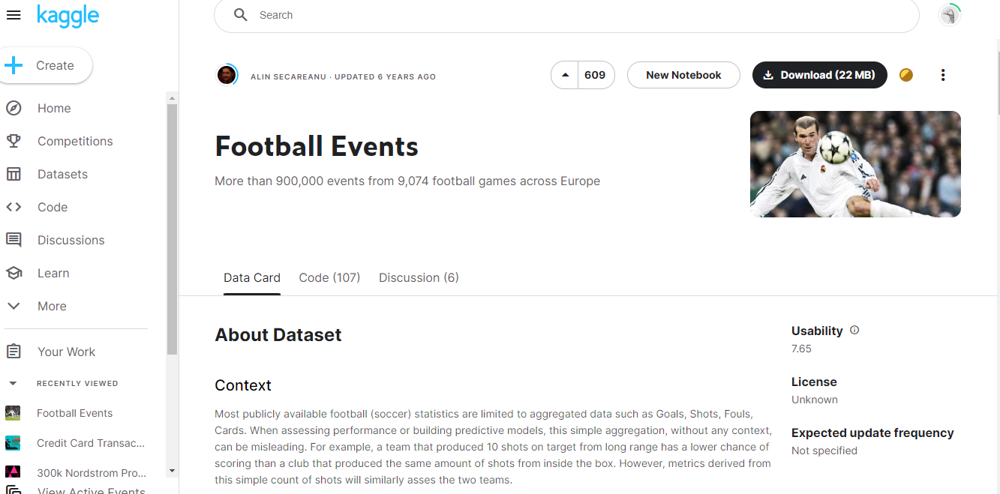 kaggle
Search
Create
Home
Competitions
Datasets
Code
Discussions
Learn
More
Your Work
RECENTLY VIEWED
Football Events
Credit Card Transac...
300k Nordstrom Pro...
View Active Events
ALIN SECAREANU · UPDATED 6 YEARS AGO
609
New Notebook
Download (22 MB)
Football Events
More than 900,000 events from 9,074 football games across Europe
Data Card
Code (107)
Discussion (6)
About Dataset
Context
Most publicly available football (soccer) statistics are limited to aggregated data such as Goals, Shots, Fouls,
Cards. When assessing performance or building predictive models, this simple aggregation, without any context,
can be misleading. For example, a team that produced 10 shots on target from long range has a lower chance of
scoring than a club that produced the same amount of shots from inside the box. However, metrics derived from
this simple count of shots will similarly asses the two teams.
Usability
7.65
License
Unknown
Expected update frequency
Not specified